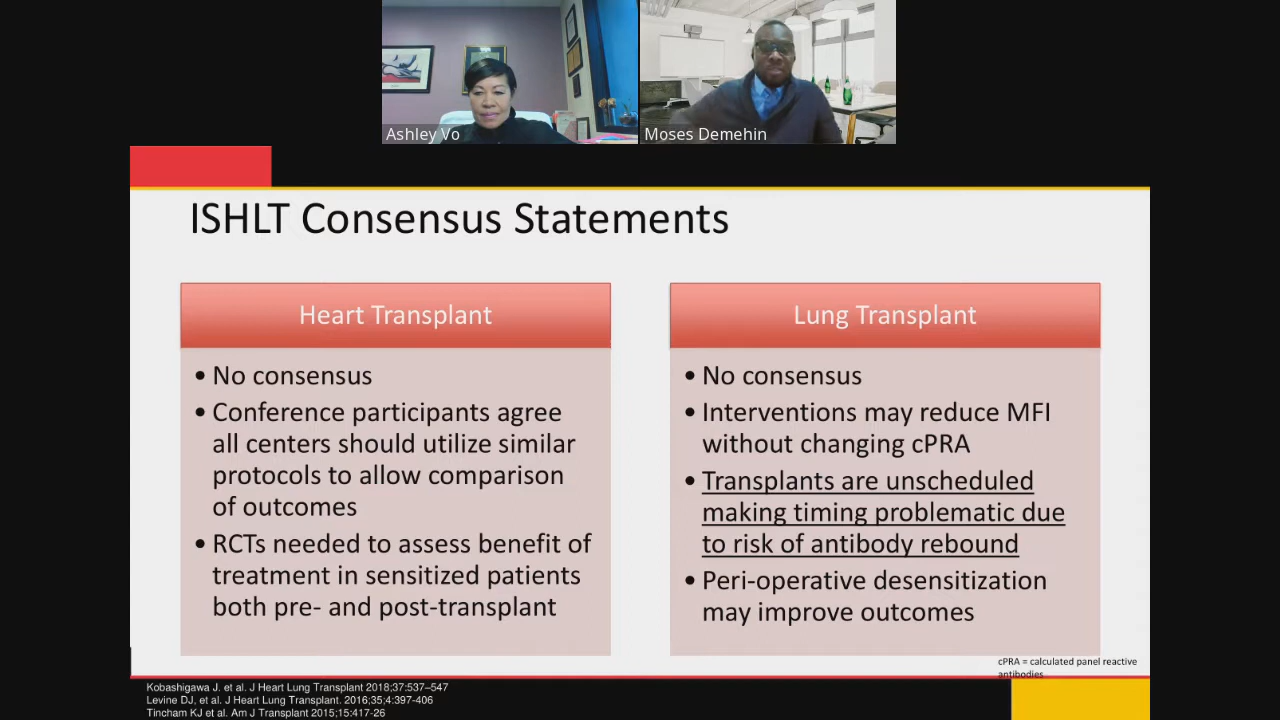 Ashley Vo
Moses Demehin
ISHLT Consensus Statements
Heart Transplant
• No consensus
• Conference participants agree
all centers should utilize similar
protocols to allow comparison
of outcomes
• RCTs needed to assess benefit of
treatment in sensitized patients
both pre- and post-transplant
Lung Transplant
• No consensus
• Interventions may reduce MFI
without changing cPRA
• Transplants are unscheduled
making timing problematic due
to risk of antibody rebound
• Peri-operative desensitization
may improve outcomes
cPRA = calculated panel reactive
antibodies
Kobashigawa J. et al. J Heart Lung Transplant 2018;37:537–547
Levine DJ, et al. J Heart Lung Transplant. 2016;35;4:397-406
Tincham KJ et al. Am J Transplant 2015;15:417-26